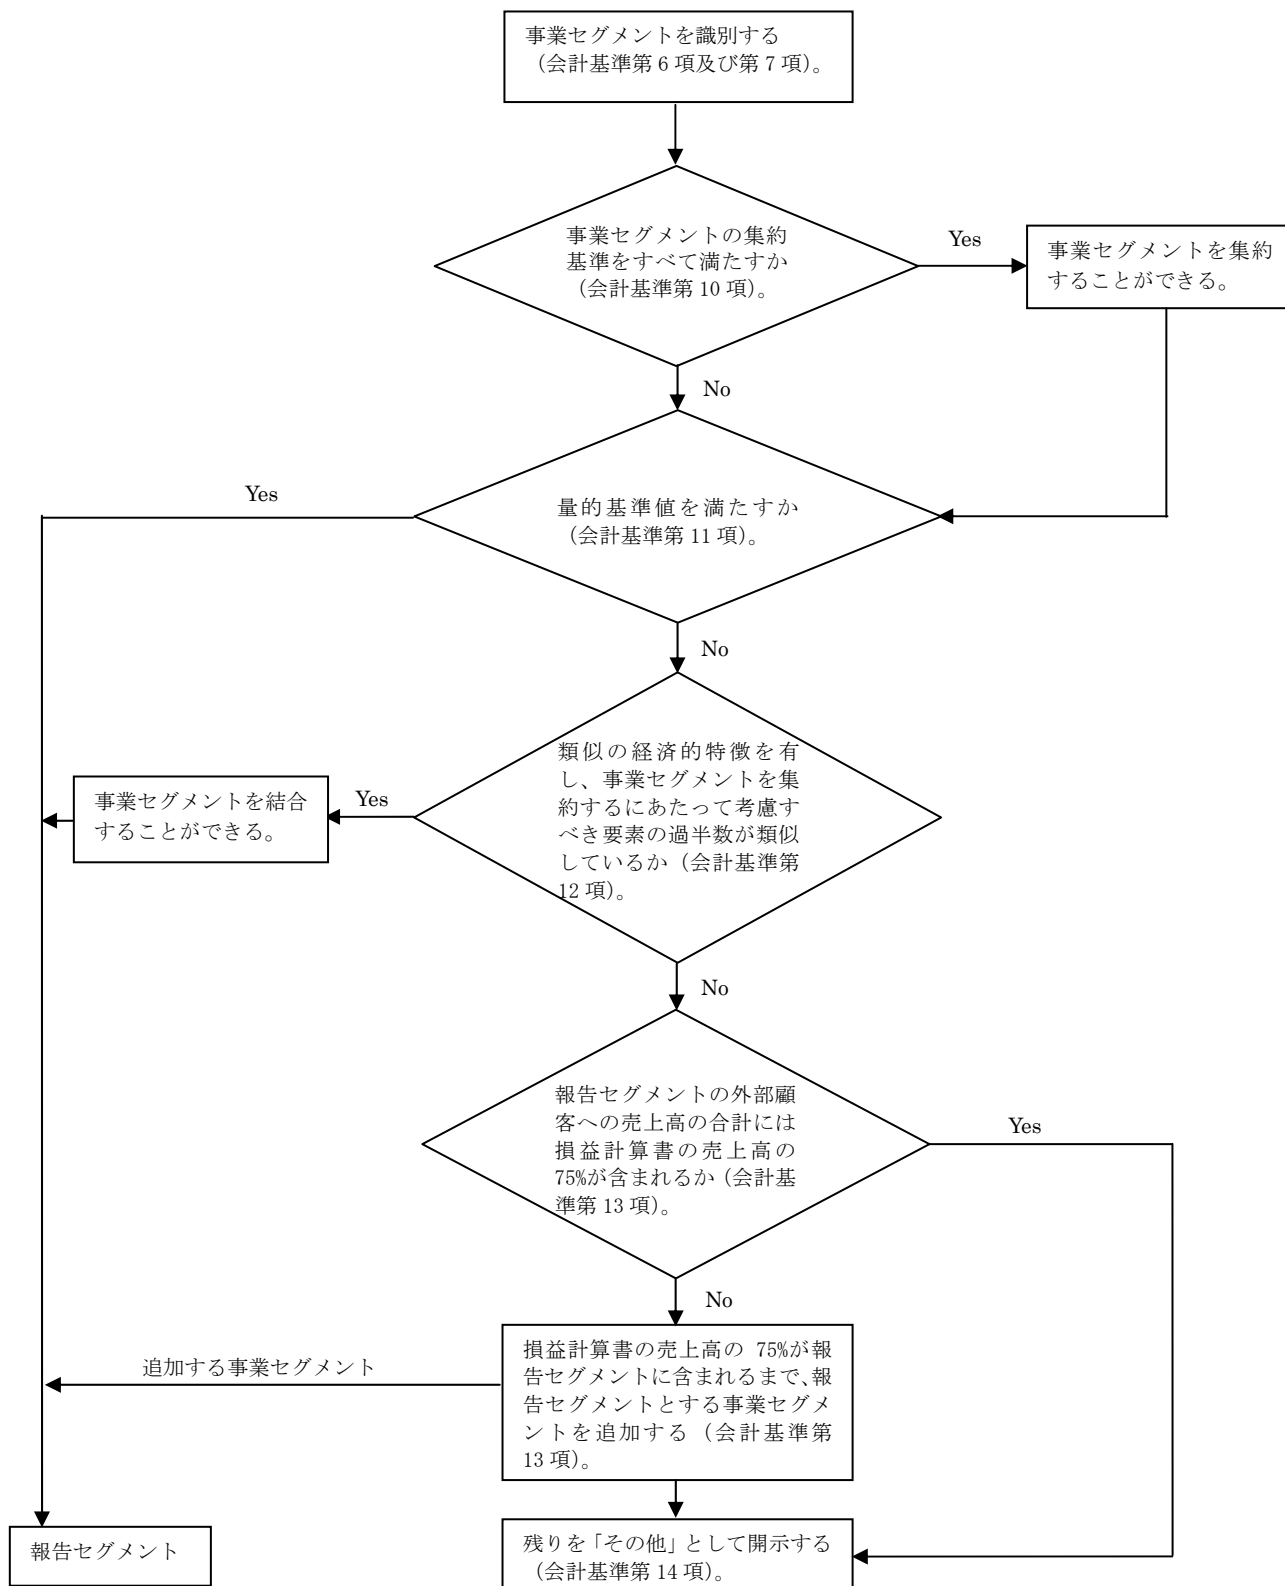 事業セグメントを識別する
（会計基準第 6 項及び第 7 項）。
事業セグメントの集約
基準をすべて満たすか
（会計基準第 10 項）。
Yes
事業セグメントを集約
することができる。
No
Yes
量的基準値を満たすか
（会計基準第 11 項）。
No
類似の経済的特徴を有
し、事業セグメントを集
約するにあたって考慮す
べき要素の過半数が類似
しているか（会計基準第
12 項）。
Yes
事業セグメントを結合
することができる。
No
報告セグメントの外部顧
客への売上高の合計には
損益計算書の売上高の
75%が含まれるか（会計基
準第 13 項）。
Yes
No
損益計算書の売上高の 75%が報
告セグメントに含まれるまで、報
告セグメントとする事業セグメ
ントを追加する（会計基準第
13 項）。
追加する事業セグメント
報告セグメント
残りを「その他」として開示する
（会計基準第 14 項）。